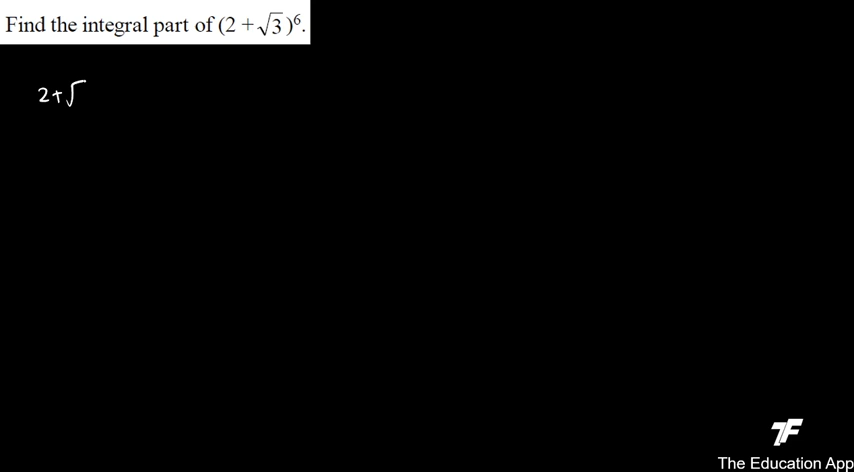 Find the integral part of (2 + √3)⁶.
2+√
The Education App